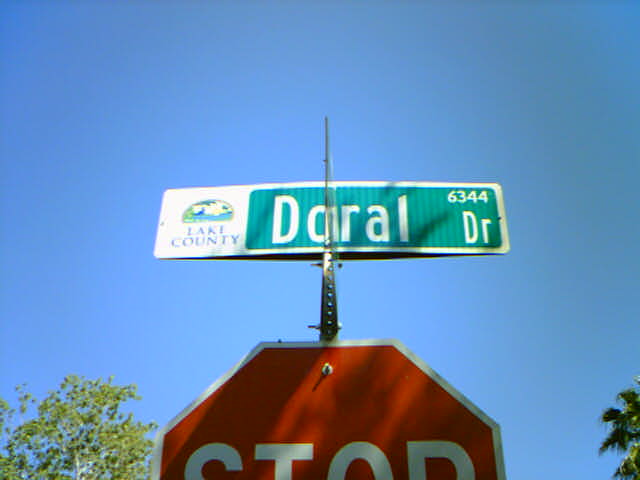 LAKE
COUNTY
Doral
6344
Dr
STOP